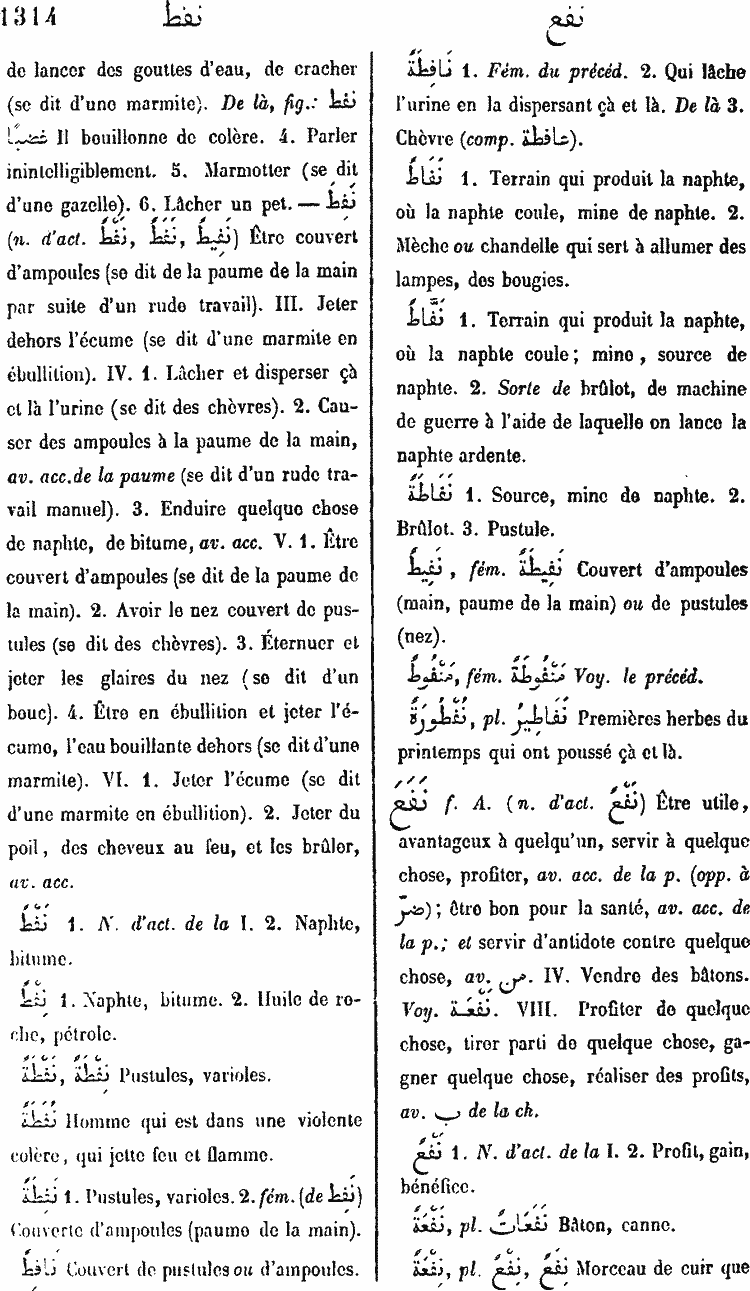 1314 نفط نفع
de lancer des gouttes d'eau, de cracher
(se dit d'une marmite). De là, fig.: نفط
غضبًا Il bouillonne de colère. 4. Parler
inintelligiblement. 5. Marmotter (se dit
d'une gazelle). 6. Lâcher un pet. — نَفِطَ
(n. d'act. نَفْطٌ, نَفَطٌ, نَفِيطٌ) Être couvert
d'ampoules (se dit de la paume de la main
par suite d'un rude travail). III. Jeter
dehors l'écume (se dit d'une marmite en
ébullition). IV. 1. Lâcher et disperser çà
et là l'urine (se dit des chèvres). 2. Cau-
ser des ampoules à la paume de la main,
av. acc. de la paume (se dit d'un rude tra-
vail manuel). 3. Enduire quelque chose
de naphte, de bitume, av. acc. V. 1. Être
couvert d'ampoules (se dit de la paume de
la main). 2. Avoir le nez couvert de pus-
tules (se dit des chèvres). 3. Éternuer et
jeter les glaires du nez (se dit d'un
bouc). 4. Être en ébullition et jeter l'é-
cume, l'eau bouillante dehors (se dit d'une
marmite). VI. 1. Jeter l'écume (se dit
d'une marmite en ébullition). 2. Jeter du
poil, des cheveux au feu, et les brûler,
av. acc.
نَفْطٌ 1. N. d'act. de la I. 2. Naphte,
bitume.
نِفْطٌ 1. Naphte, bitume. 2. Huile de ro-
che, pétrole.
نَفْطَةٌ, نِفْطَةٌ Pustules, varioles.
نَفَطَةٌ Homme qui est dans une violente
colère, qui jette feu et flamme.
نَفِطَةٌ 1. Pustules, varioles. 2. fém. (de نفط)
Couverte d'ampoules (paume de la main).
نَافِطٌ Couvert de pustules ou d'ampoules.
نَافِطَةٌ 1. Fém. du précéd. 2. Qui lâche
l'urine en la dispersant çà et là. De là 3.
Chèvre (comp. عافطة).
نَفَاطٌ 1. Terrain qui produit la naphte,
où la naphte coule, mine de naphte. 2.
Mèche ou chandelle qui sert à allumer des
lampes, des bougies.
نَفَّاطٌ 1. Terrain qui produit la naphte,
où la naphte coule; mine, source de
naphte. 2. Sorte de brûlot, de machine
de guerre à l'aide de laquelle on lance la
naphte ardente.
نَفَّاطَةٌ 1. Source, mine de naphte. 2.
Brûlot. 3. Pustule.
نَفِيطٌ, fém. نَفِيطَةٌ Couvert d'ampoules
(main, paume de la main) ou de pustules
(nez).
مَنْفُوطٌ, fém. مَنْفُوطَةٌ Voy. le précéd.
نُفْطُورَةٌ, pl. نَفَاطِيرُ Premières herbes du
printemps qui ont poussé çà et là.
نَفَعَ f. A. (n. d'act. نَفْعٌ) Être utile,
avantageux à quelqu'un, servir à quelque
chose, profiter, av. acc. de la p. (opp. à
ضرّ); être bon pour la santé, av. acc. de
la p.; et servir d'antidote contre quelque
chose, av. من. IV. Vendre des bâtons.
Voy. نَفْعَة. VIII. Profiter de quelque
chose, tirer parti de quelque chose, ga-
gner quelque chose, réaliser des profits,
av. ب de la ch.
نَفْعٌ 1. N. d'act. de la I. 2. Profit, gain,
bénéfice.
نَفْعَةٌ, pl. نَفَعَاتٌ Bâton, canne.
نِفْعَةٌ, pl. نِفْعٌ, نِفَعٌ Morceau de cuir que